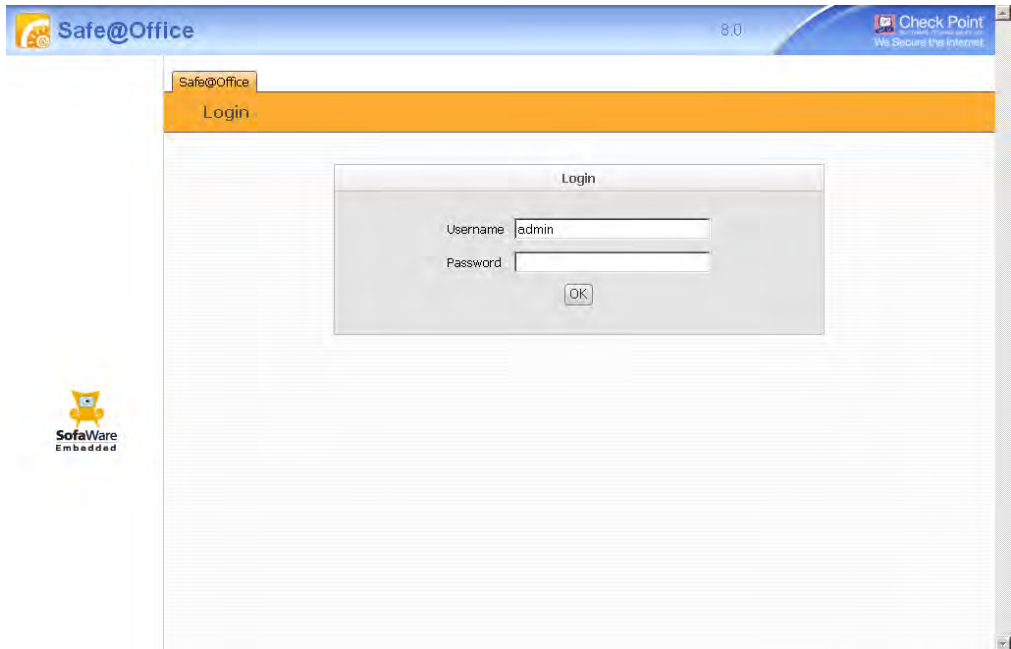 Safe@Office
8.0
Check Point
We Secure the Internet
Safe@Office
Login
Login
Username admin
Password
OK
SofaWare
Embedded